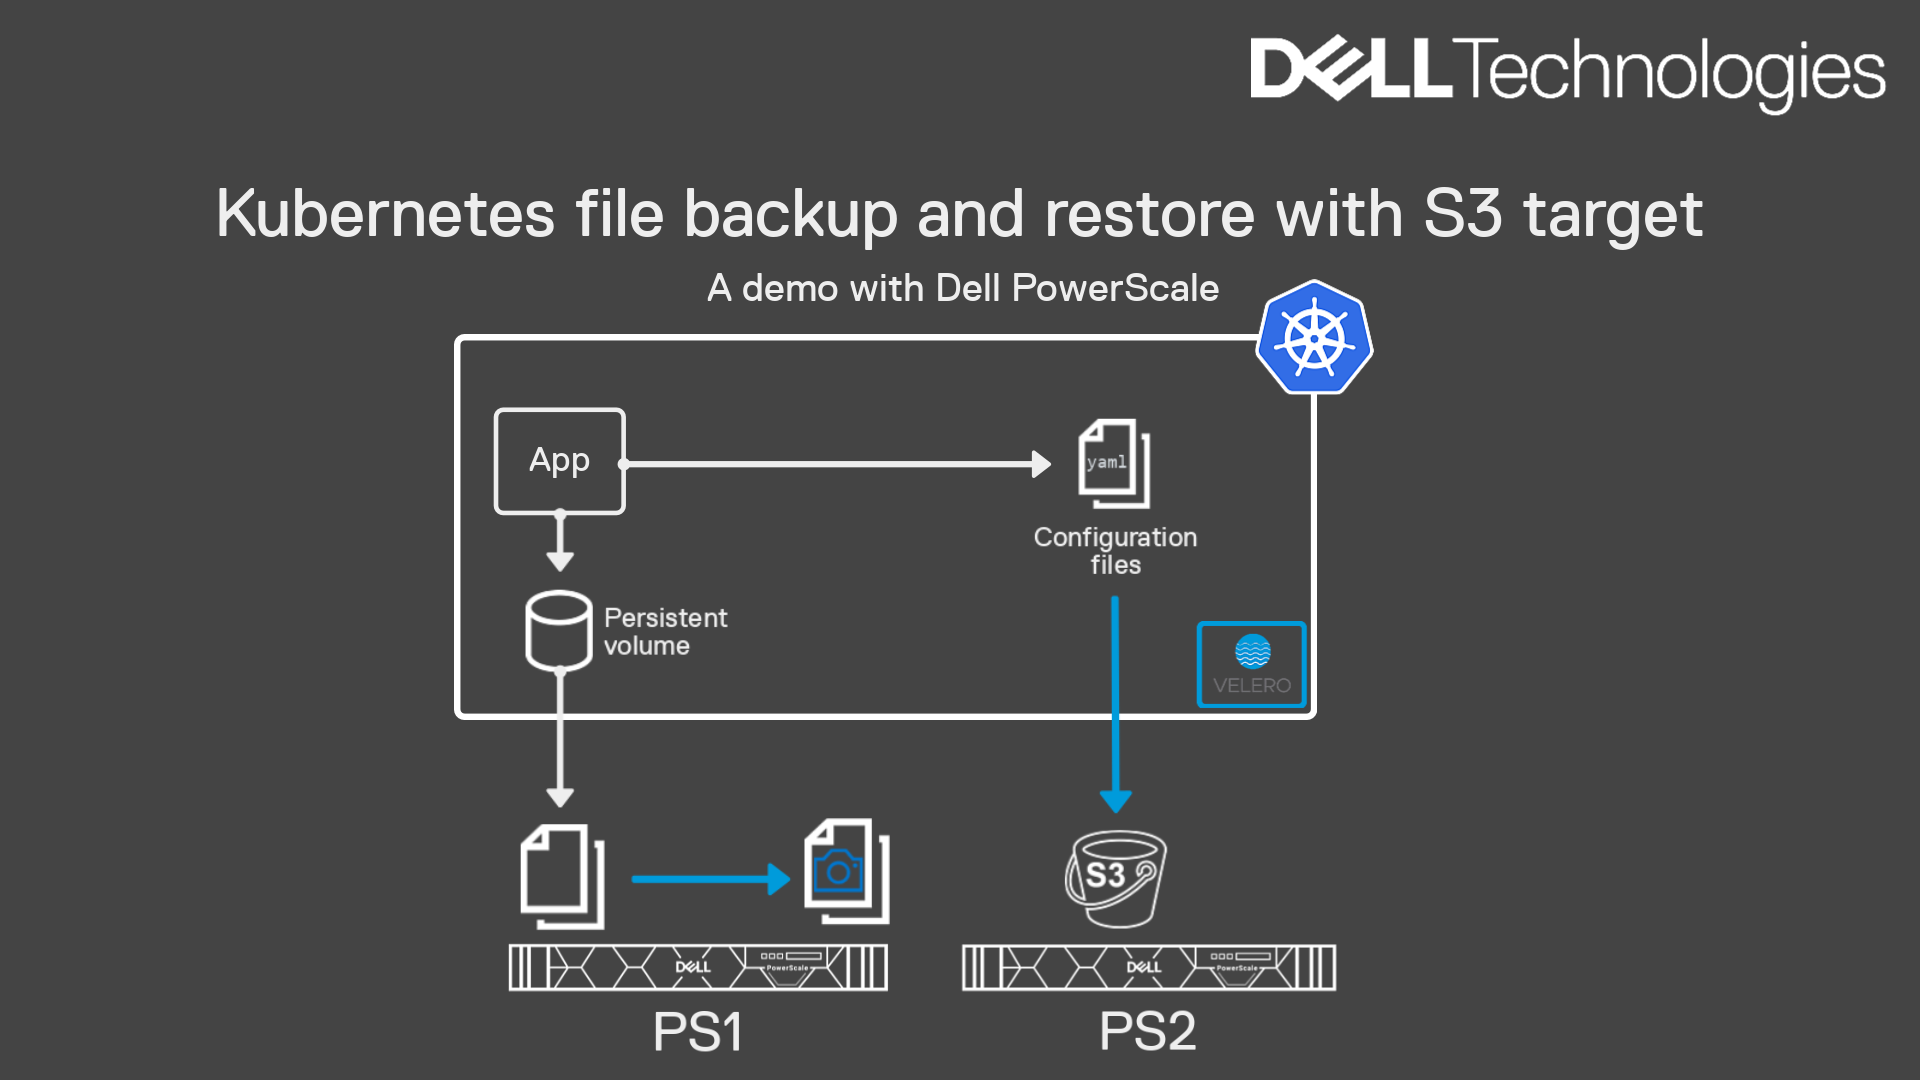 DELL Technologies
Kubernetes file backup and restore with S3 target
A demo with Dell PowerScale
App
yaml
Configuration
files
Persistent
volume
VELERO
S3
DELL
PowerScale
DELL
PowerScale
PS1
PS2